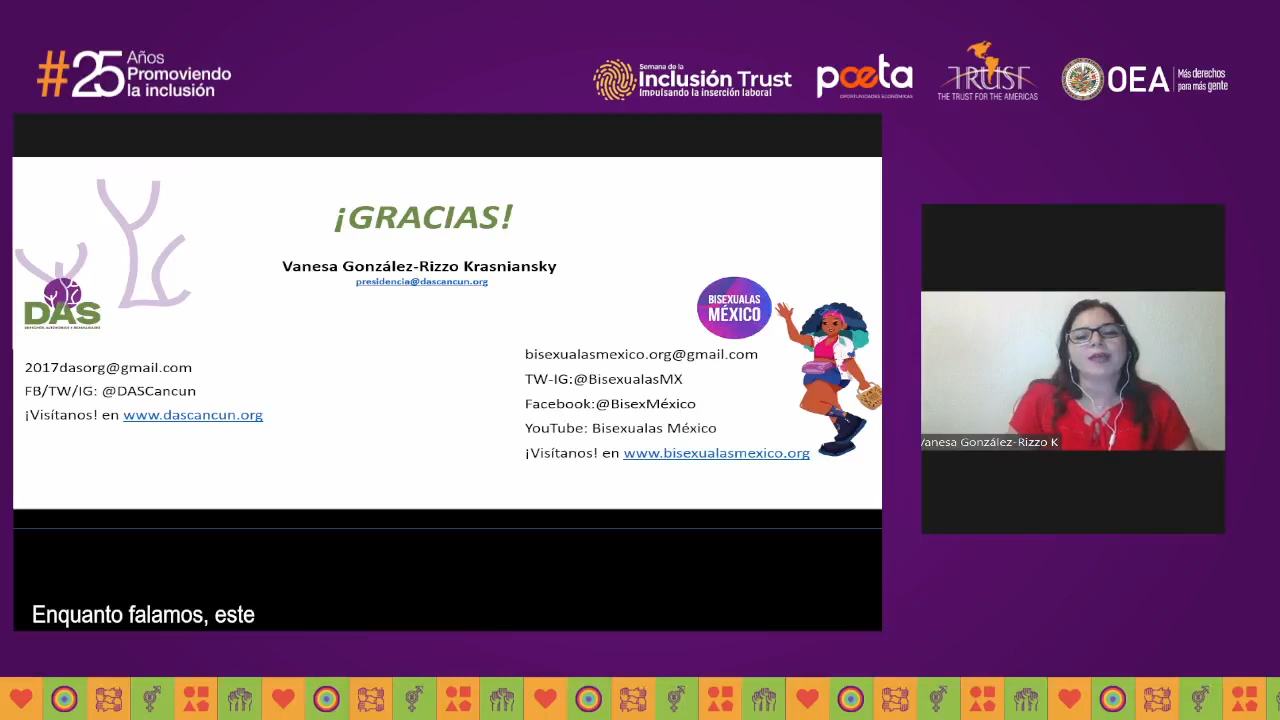 #25 Años
Promoviendo
la inclusión
Semana de la
Inclusión Trust
Impulsando la inserción laboral
poeta
OPORTUNIDADES ECONÓMICAS
TRUST
THE TRUST FOR THE AMERICAS
OEA
Más derechos
para más gente
¡GRACIAS!
Vanesa González-Rizzo Krasniansky
presidencia@dascancun.org
DAS
BISEXUALAS
MÉXICO
2017dasorg@gmail.com
FB/TW/IG: @DASCancun
¡Visítanos! en www.dascancun.org
bisexualasmexico.org@gmail.com
TW-IG:@BisexualasMX
Facebook:@BisexMéxico
YouTube: Bisexualas México
¡Visítanos! en www.bisexualasmexico.org
Vanesa González-Rizzo K
Enquanto falamos, este